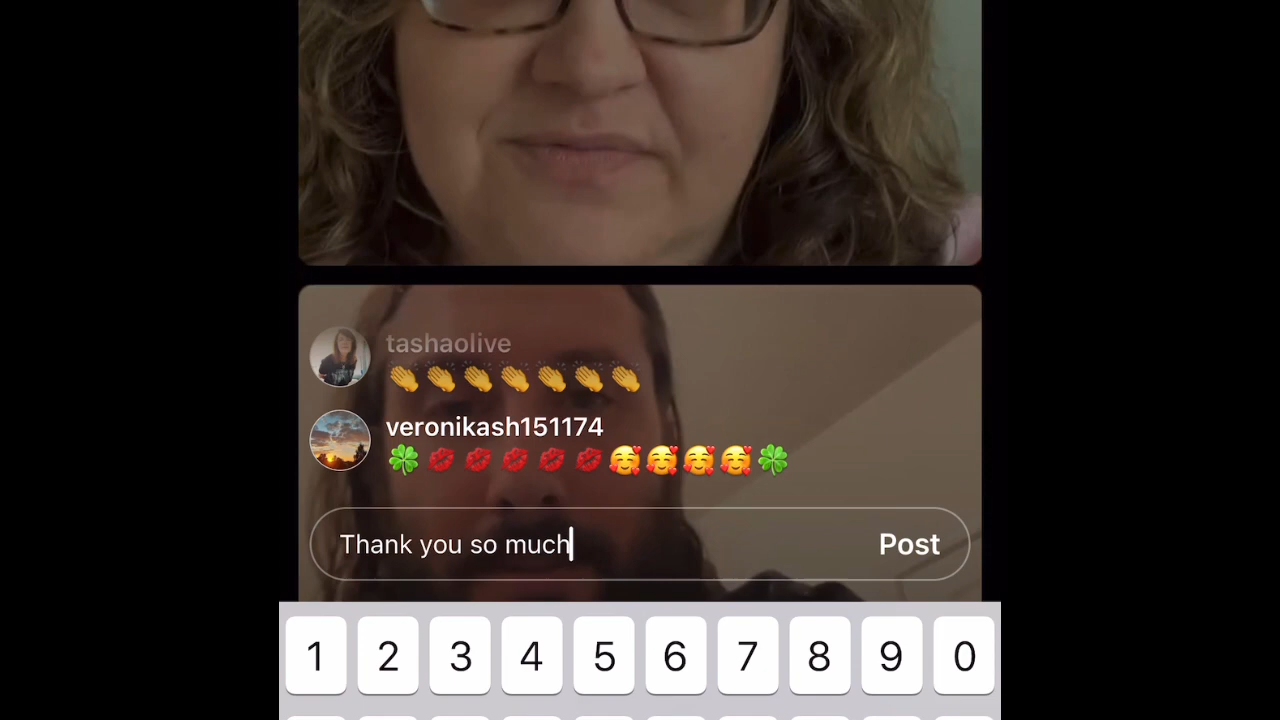 tashaolive
👏👏👏👏👏👏👏
veronikash151174
🍀💋💋💋💋💋🥰🥰🥰🥰🍀
Thank you so much
Post
1 2 3 4 5 6 7 8 9 0